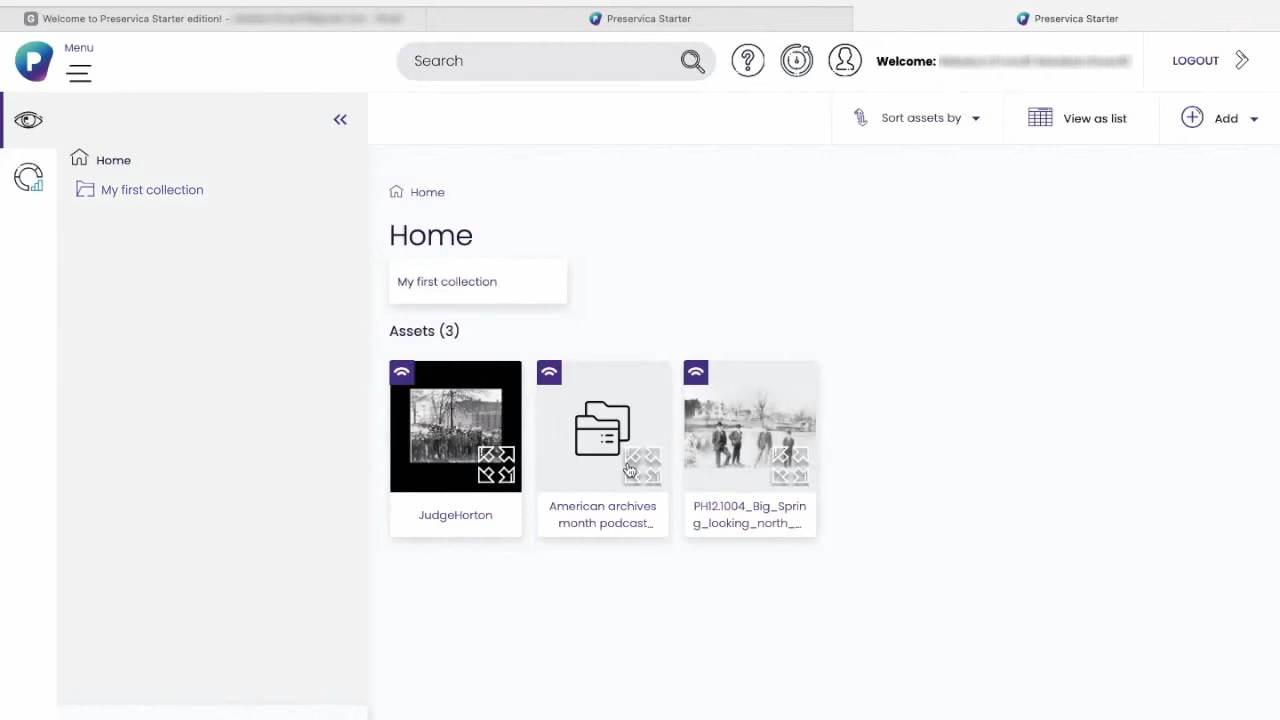 Welcome to Preservica Starter edition! -
Preservica Starter
Preservica Starter
P
Menu
Search
?
Welcome:
LOGOUT
Sort assets by
View as list
Add
Home
My first collection
Home
Home
My first collection
Assets (3)
JudgeHorton
American archives
month podcast_
PH12.1004_Big_Sprin
g_looking_north_...